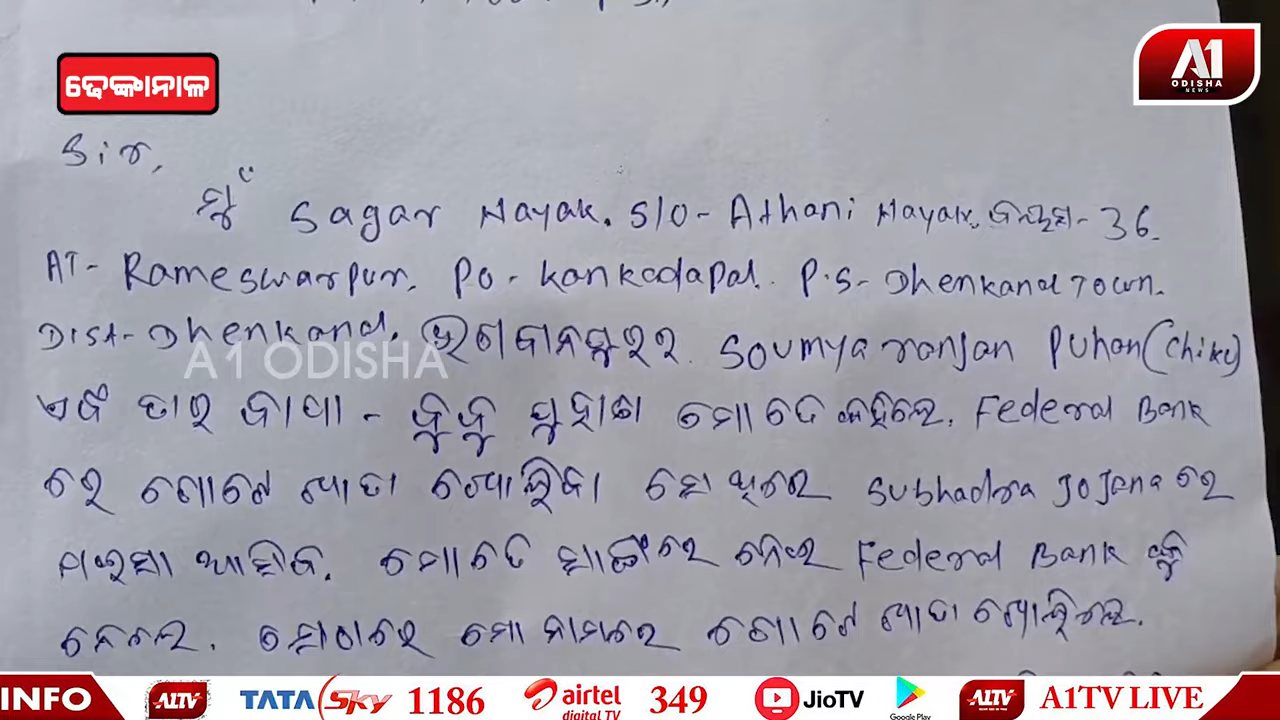 ଢେଙ୍କାନାଳ
A1
ODISHA
NEWS
Sir,
ମୁଁ Sagar Nayak. S/O - Athani Nayak. ବୟସ - 36.
AT - Rameswarpur. PO - Kankadapal. P.S - Dhenkanal Town.
Dist - Dhenkanal. Soumya ranjan Puhan (Chiku)
ଏବଂ ତାର ବାପା - ମୋତେ କହିଲେ. Federal Bank
ରେ ଗୋଟେ ଖାତା ଖୋଲିବା ସେଥିରେ Subhadra Jojana ରେ
ପଇସା ଆସିବ. ମୋତେ ସାଙ୍ଗରେ ନେଇ Federal Bank କୁ
ନେଲେ. ସେଠାରେ ମୋ ନାମରେ ଗୋଟେ ଖାତା ଖୋଲିଲେ.
A1 ODISHA
INFO A1TV TATA Sky 1186 airtel digital TV 349 JioTV Google Play A1TV A1TV LIVE